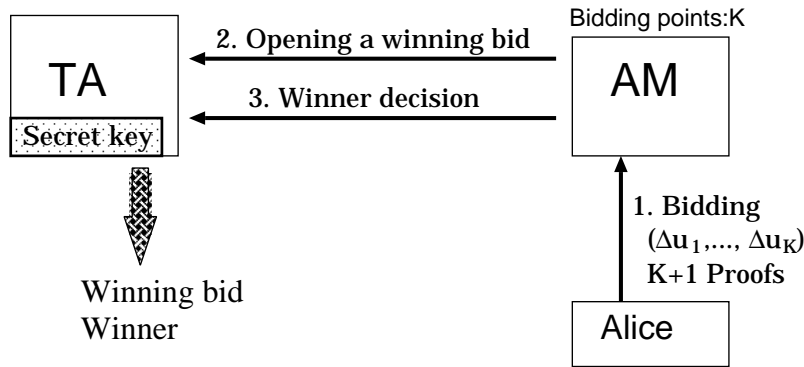 Bidding points:K
2. Opening a winning bid
TA
AM
3. Winner decision
Secret key
1. Bidding
(Δu₁,..., Δu_K)
K+1 Proofs
Winning bid
Winner
Alice